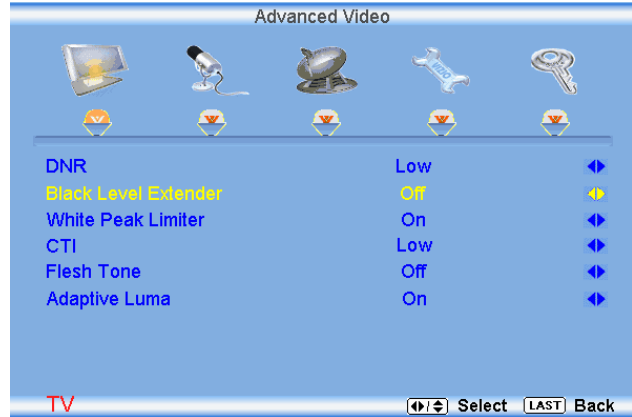 Advanced Video
VIZIO
DNR Low
Black Level Extender Off
White Peak Limiter On
CTI Low
Flesh Tone Off
Adaptive Luma On
TV Select LAST Back